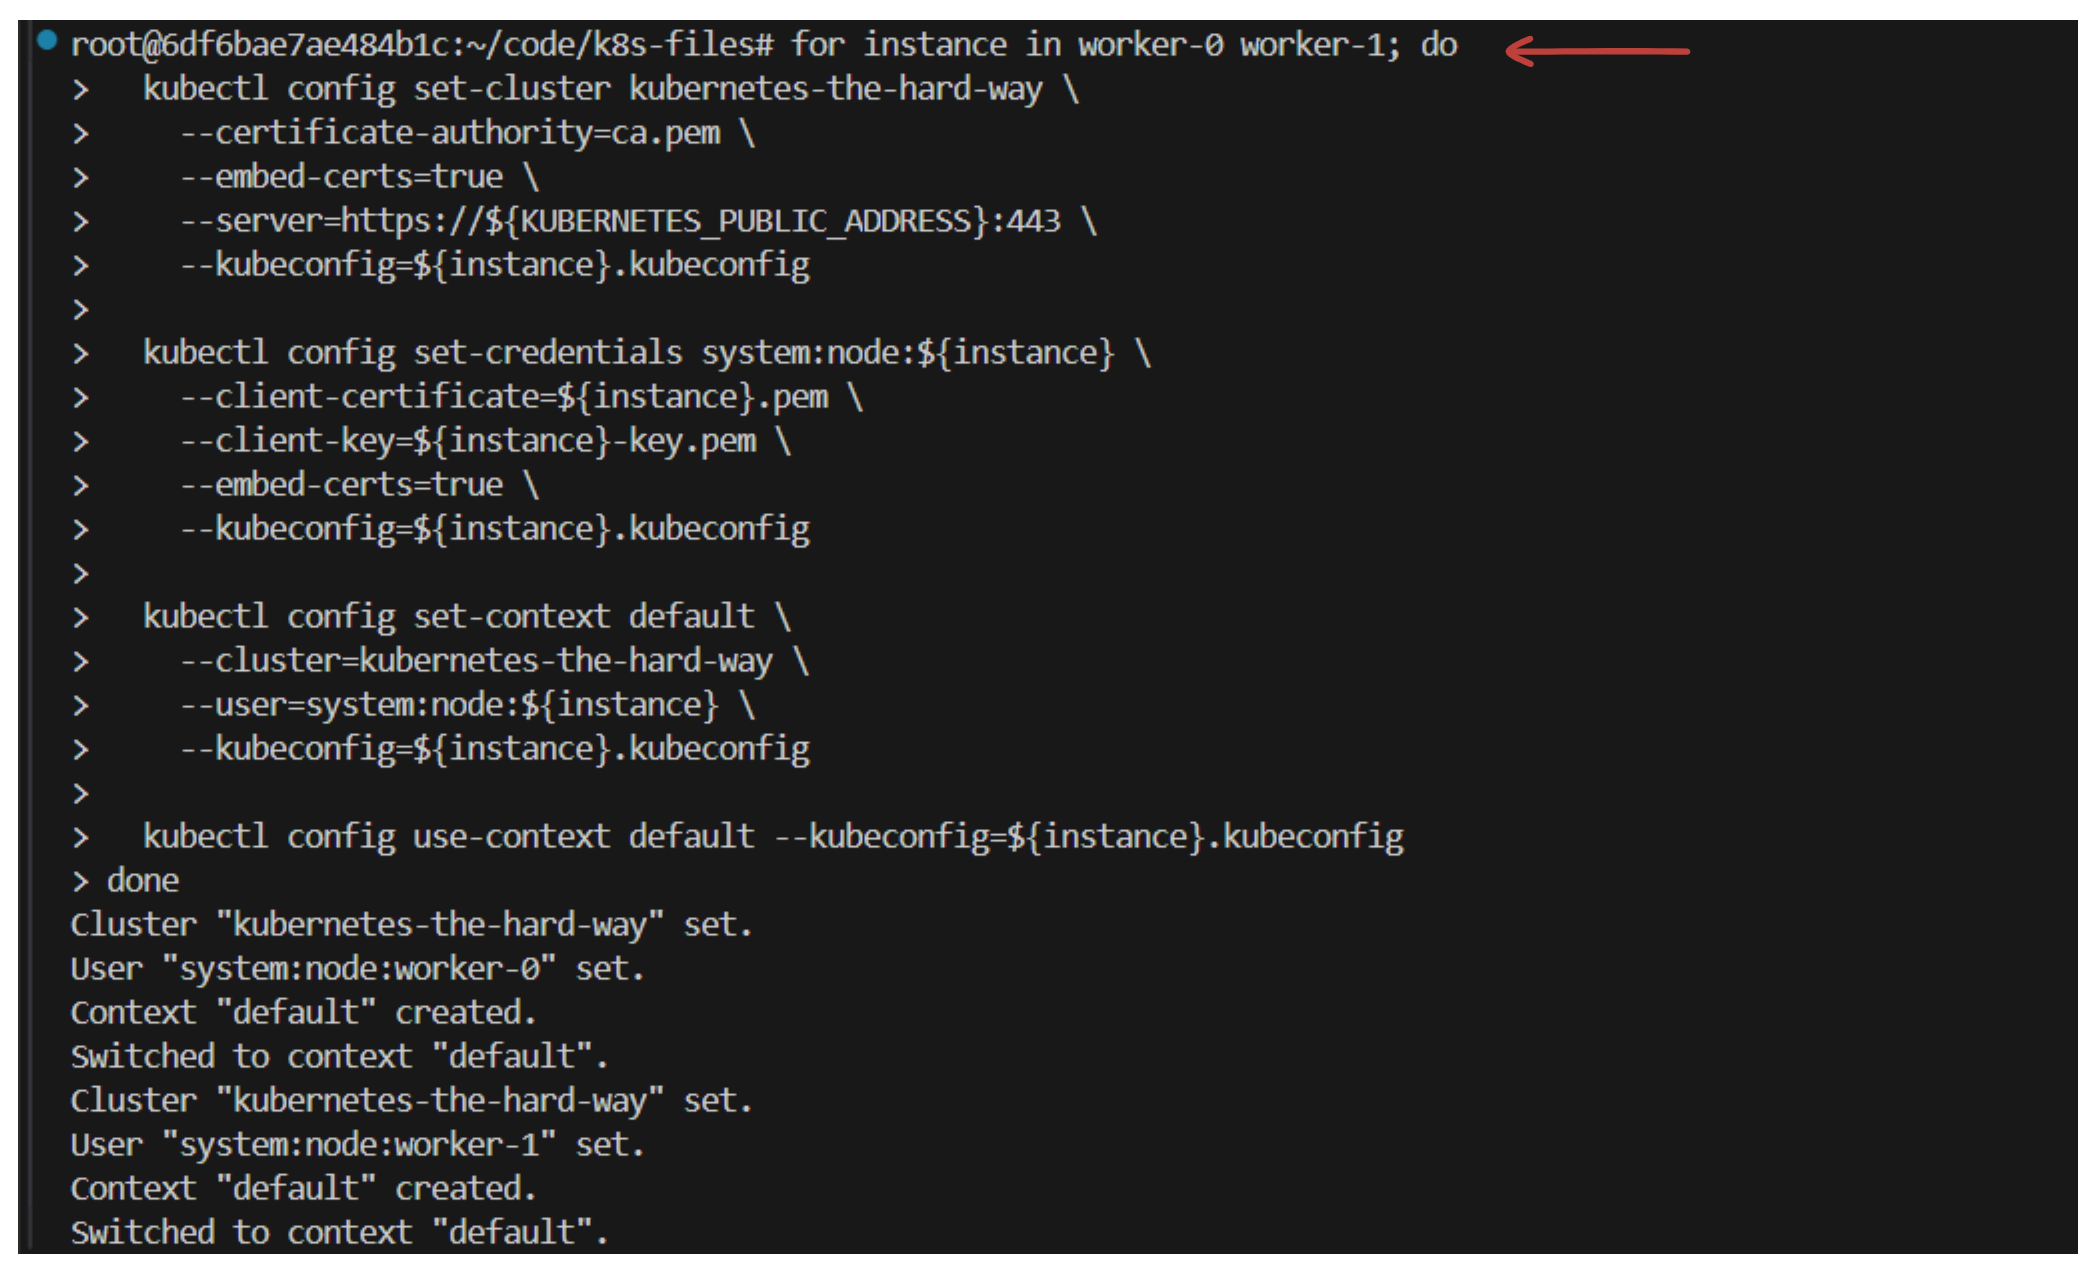 root@6df6bae7ae484b1c:~/code/k8s-files# for instance in worker-0 worker-1; do
>   kubectl config set-cluster kubernetes-the-hard-way \
>     --certificate-authority=ca.pem \
>     --embed-certs=true \
>     --server=https://${KUBERNETES_PUBLIC_ADDRESS}:443 \
>     --kubeconfig=${instance}.kubeconfig
>
>   kubectl config set-credentials system:node:${instance} \
>     --client-certificate=${instance}.pem \
>     --client-key=${instance}-key.pem \
>     --embed-certs=true \
>     --kubeconfig=${instance}.kubeconfig
>
>   kubectl config set-context default \
>     --cluster=kubernetes-the-hard-way \
>     --user=system:node:${instance} \
>     --kubeconfig=${instance}.kubeconfig
>
>   kubectl config use-context default --kubeconfig=${instance}.kubeconfig
> done
Cluster "kubernetes-the-hard-way" set.
User "system:node:worker-0" set.
Context "default" created.
Switched to context "default".
Cluster "kubernetes-the-hard-way" set.
User "system:node:worker-1" set.
Context "default" created.
Switched to context "default".